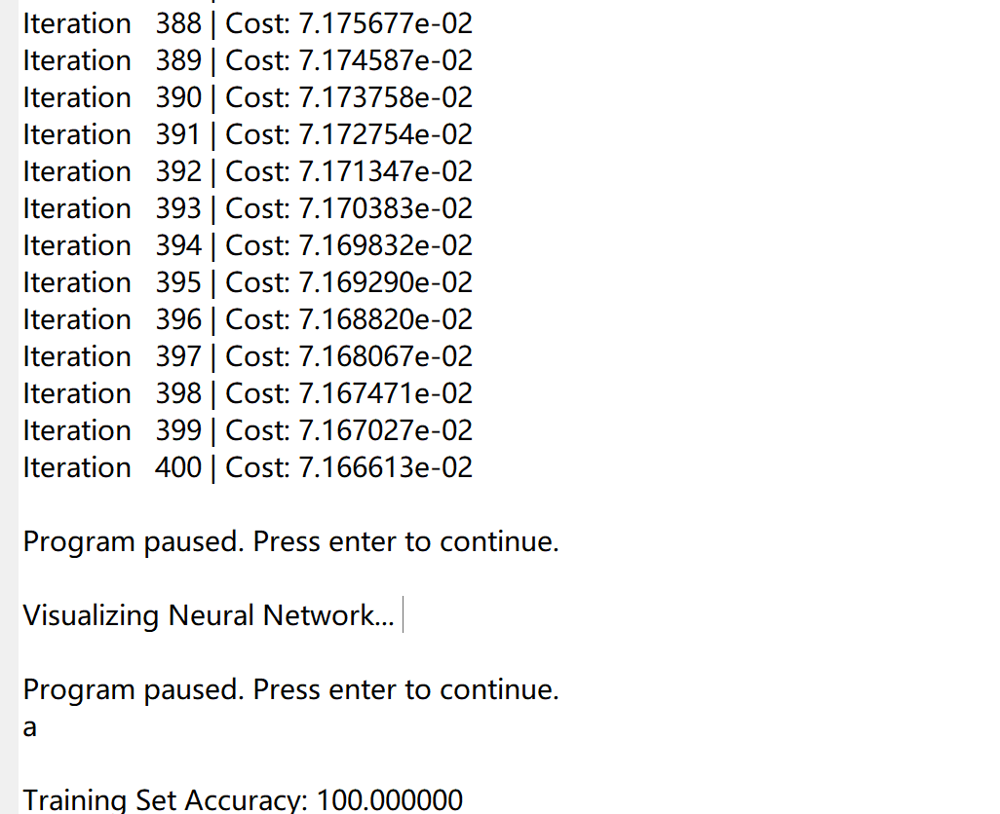 Iteration   388 | Cost: 7.175677e-02
Iteration   389 | Cost: 7.174587e-02
Iteration   390 | Cost: 7.173758e-02
Iteration   391 | Cost: 7.172754e-02
Iteration   392 | Cost: 7.171347e-02
Iteration   393 | Cost: 7.170383e-02
Iteration   394 | Cost: 7.169832e-02
Iteration   395 | Cost: 7.169290e-02
Iteration   396 | Cost: 7.168820e-02
Iteration   397 | Cost: 7.168067e-02
Iteration   398 | Cost: 7.167471e-02
Iteration   399 | Cost: 7.167027e-02
Iteration   400 | Cost: 7.166613e-02
Program paused. Press enter to continue.
Visualizing Neural Network...
Program paused. Press enter to continue.
a
Training Set Accuracy: 100.000000